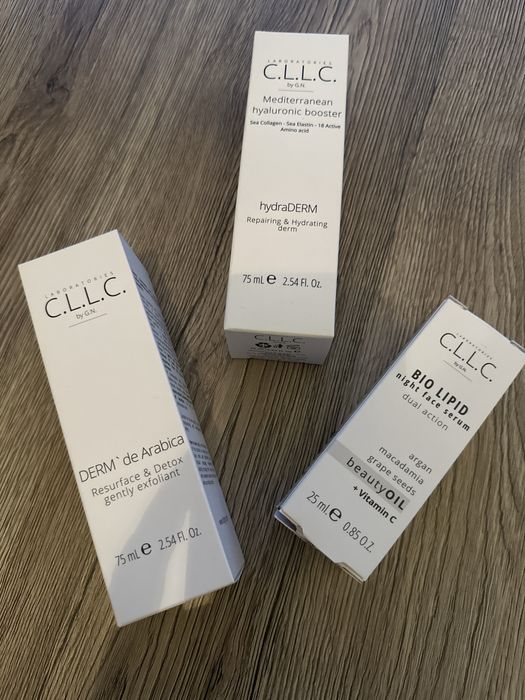 LABORATORIES
C.L.L.C.
by G.N.
Mediterranean
hyaluronic booster
Sea Collagen - Sea Elastin - 18 Active
Amino acid
hydraDERM
Repairing & Hydrating
derm
75 mL e 2.54 Fl. Oz.
C.L.L.C.
LABORATORIES
C.L.L.C.
by G.N.
DERM`de Arabica
Resurface & Detox
gently exfoliant
75 mL e 2.54 Fl. Oz.
LABORATORIES
C.L.L.C.
by G.N.
BIO LIPID
night face serum
dual action
argan
macadamia
grape seeds
beautyOIL
+ Vitamin C
25 ml e 0.85 O.Z.